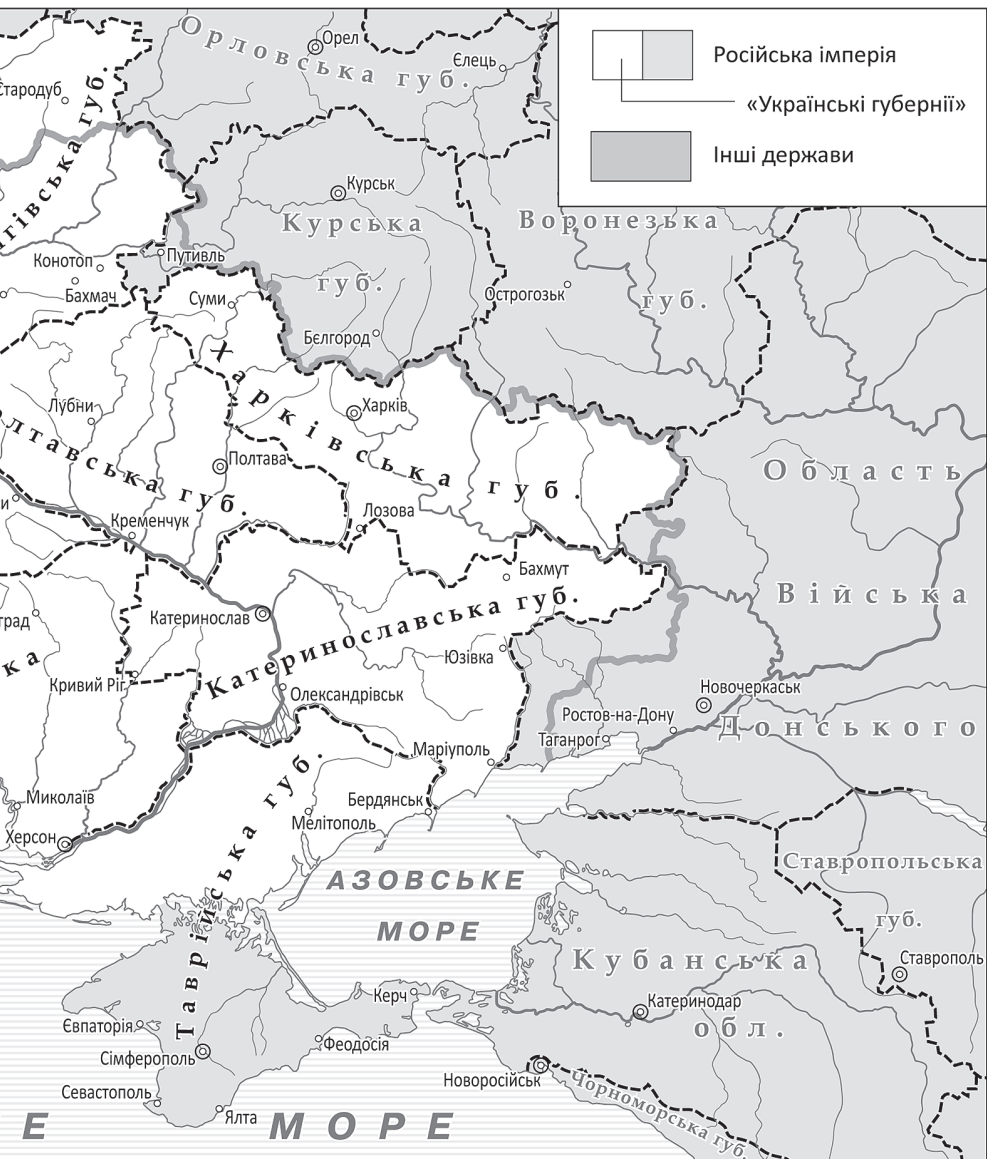 Орловська губ.
Орел
Єлець
Російська імперія
«Українські губернії»
Інші держави
Стародуб
губ.
Курськ
Курська
губ.
Воронезька
губ.
Острогозьк
Конотоп
Путивль
Бахмач
Суми
Бєлгород
Харківська губ.
Харків
Лубни
Полтава
губ.
Кременчук
Лозова
Область
Війська
Донського
Бахмут
Катеринослав
Катеринославська губ.
Юзівка
Кривий Ріг
Олександрівськ
Новочеркаськ
Ростов-на-Дону
Таганрог
Маріуполь
Миколаїв
Бердянськ
Мелітополь
Херсон
Таврійська губ.
АЗОВСЬКЕ
МОРЕ
Ставропольська
губ.
Ставрополь
Кубанська
обл.
Катеринодар
Керч
Євпаторія
Сімферополь
Феодосія
Севастополь
Ялта
Новоросійськ
Чорноморська губ.
Е МОРЕ